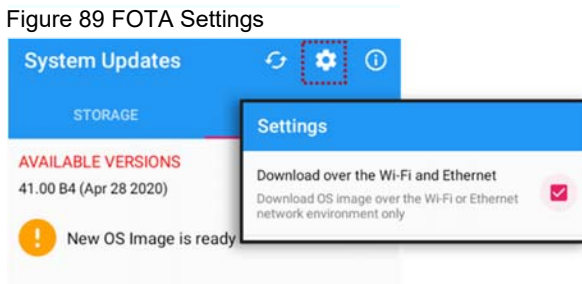 Figure 89 FOTA Settings
System Updates
STORAGE
AVAILABLE VERSIONS
41.00 B4 (Apr 28 2020)
New OS Image is ready
Settings
Download over the Wi-Fi and Ethernet
Download OS image over the Wi-Fi or Ethernet
network environment only